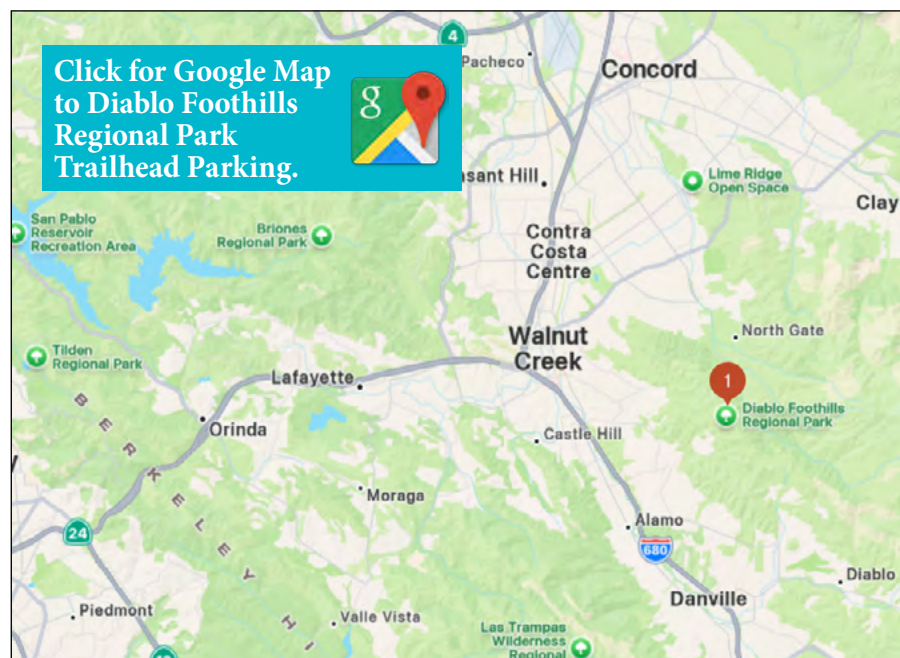 4
Click for Google Map
to Diablo Foothills
Regional Park
Trailhead Parking.
g
Pacheco
Concord
sant Hill
Lime Ridge
Open Space
Clay
San Pablo
Reservoir
Recreation Area
Briones
Regional Park
Contra
Costa
Centre
Walnut
Creek
North Gate
Tilden
Regional Park
Lafayette
1
Diablo Foothills
Regional Park
Orinda
Castle Hill
BERKELEY HI
Moraga
24
Alamo
680
Diablo
Danville
Piedmont
Valle Vista
Las Trampas
Wilderness
Regional